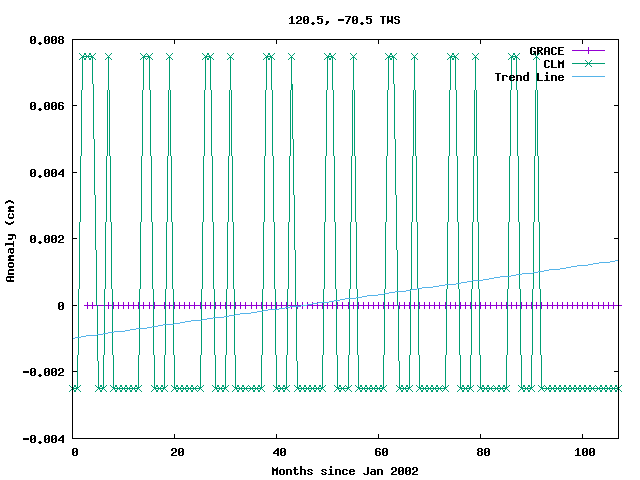 120.5, -70.5 TWS
0.008
0.006
0.004
0.002
0
-0.002
-0.004
Anomaly (cm)
GRACE
CLM
Trend Line
0 20 40 60 80 100
Months since Jan 2002